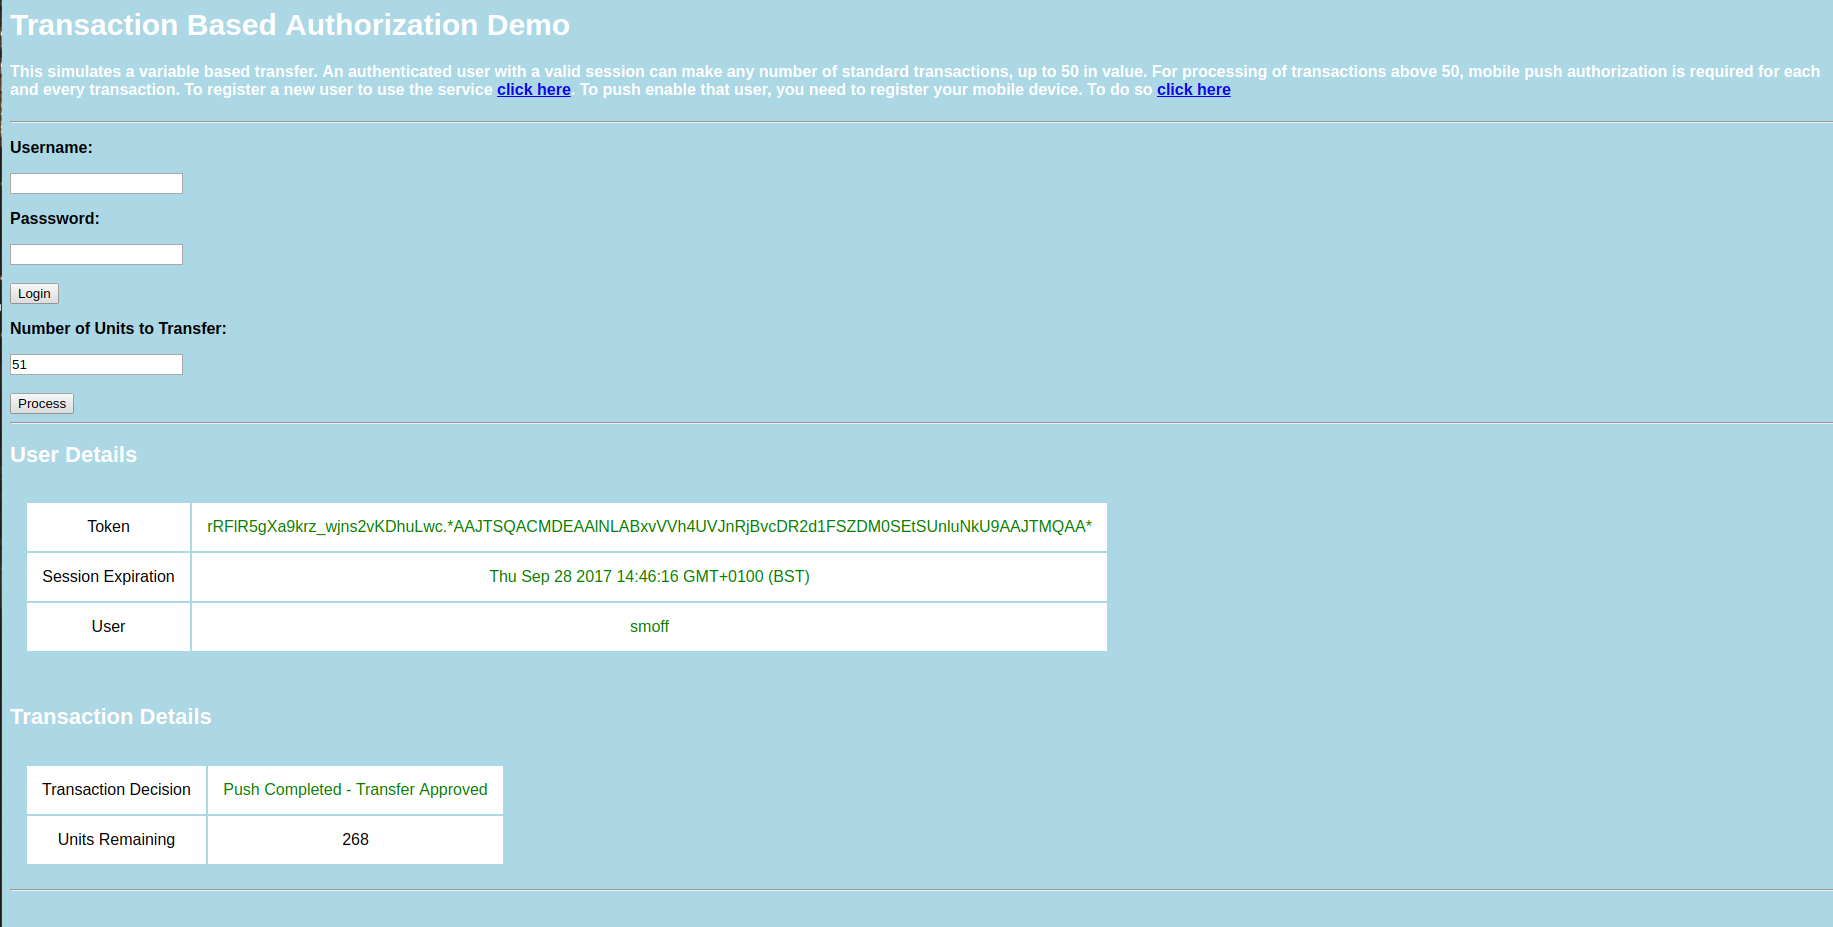 Transaction Based Authorization Demo
This simulates a variable based transfer. An authenticated user with a valid session can make any number of standard transactions, up to 50 in value. For processing of transactions above 50, mobile push authorization is required for each
and every transaction. To register a new user to use the service click here. To push enable that user, you need to register your mobile device. To do so click here
Username:
Passsword:
Login
Number of Units to Transfer:
51
Process
User Details
Token rRFlR5gXa9krz_wjns2vKDhuLwc.*AAJTSQACMDEAAlNLABxvVVh4UVJnRjBvcDR2d1FSZDM0SEtSUnluNkU9AAJTMQAA*
Session Expiration Thu Sep 28 2017 14:46:16 GMT+0100 (BST)
User smoff
Transaction Details
Transaction Decision Push Completed - Transfer Approved
Units Remaining 268